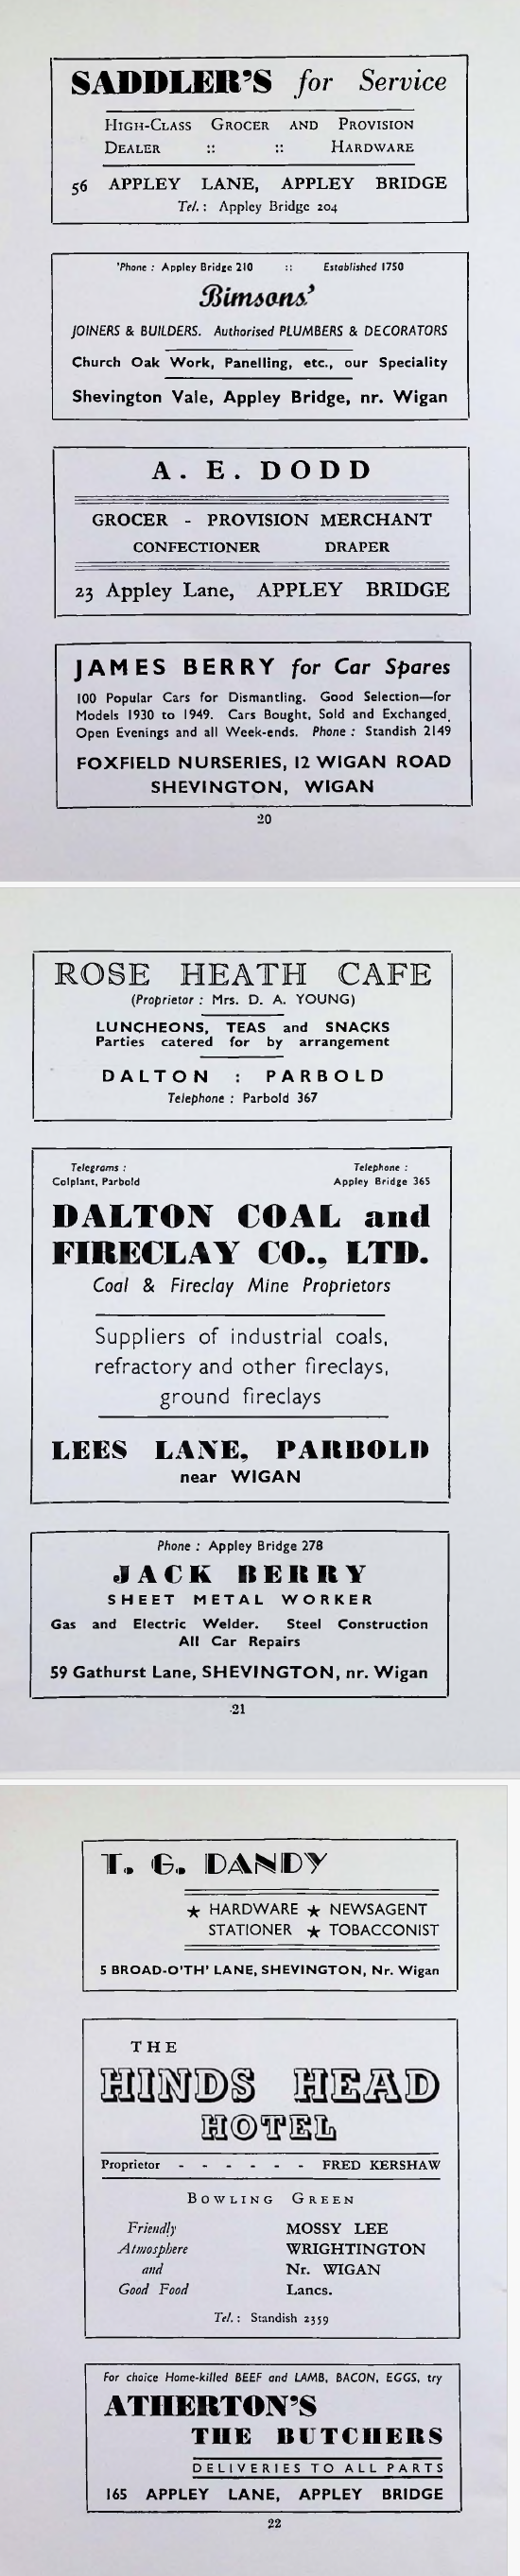 SADDLER'S for Service
HIGH-CLASS GROCER AND PROVISION
DEALER :: :: HARDWARE
56 APPLEY LANE, APPLEY BRIDGE
Tel.: Appley Bridge 204
'Phone : Appley Bridge 210 :: Established 1750
Bimsons'
JOINERS & BUILDERS. Authorised PLUMBERS & DECORATORS
Church Oak Work, Panelling, etc., our Speciality
Shevington Vale, Appley Bridge, nr. Wigan
A. E. DODD
GROCER - PROVISION MERCHANT
CONFECTIONER DRAPER
23 Appley Lane, APPLEY BRIDGE
JAMES BERRY for Car Spares
100 Popular Cars for Dismantling. Good Selection—for
Models 1930 to 1949. Cars Bought, Sold and Exchanged.
Open Evenings and all Week-ends. Phone : Standish 2149
FOXFIELD NURSERIES, 12 WIGAN ROAD
SHEVINGTON, WIGAN
20
ROSE HEATH CAFE
(Proprietor : Mrs. D. A. YOUNG)
LUNCHEONS, TEAS and SNACKS
Parties catered for by arrangement
DALTON : PARBOLD
Telephone : Parbold 367
Telegrams : Telephone :
Colplant, Parbold Appley Bridge 365
DALTON COAL and
FIRECLAY CO., LTD.
Coal & Fireclay Mine Proprietors
Suppliers of industrial coals,
refractory and other fireclays,
ground fireclays
LEES LANE, PARBOLD
near WIGAN
Phone : Appley Bridge 278
JACK BERRY
SHEET METAL WORKER
Gas and Electric Welder. Steel Construction
All Car Repairs
59 Gathurst Lane, SHEVINGTON, nr. Wigan
21
T. G. DANDY
★ HARDWARE ★ NEWSAGENT
STATIONER ★ TOBACCONIST
5 BROAD-O'TH' LANE, SHEVINGTON, Nr. Wigan
THE
HINDS HEAD
HOTEL
Proprietor - - - - - - FRED KERSHAW
BOWLING GREEN
Friendly MOSSY LEE
Atmosphere WRIGHTINGTON
and Nr. WIGAN
Good Food Lancs.
Tel.: Standish 2359
For choice Home-killed BEEF and LAMB, BACON, EGGS, try
ATHERTON'S
THE BUTCHERS
DELIVERIES TO ALL PARTS
165 APPLEY LANE, APPLEY BRIDGE
22